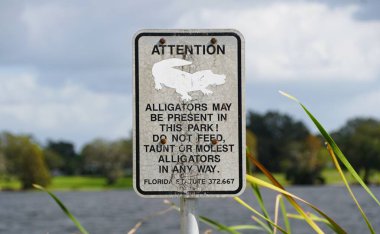 ATTENTION
ALLIGATORS MAY
BE PRESENT IN
THIS PARK!
DO NOT FEED,
TAUNT OR MOLEST
ALLIGATORS
IN ANY WAY.
FLORIDA STATUTE 372.667